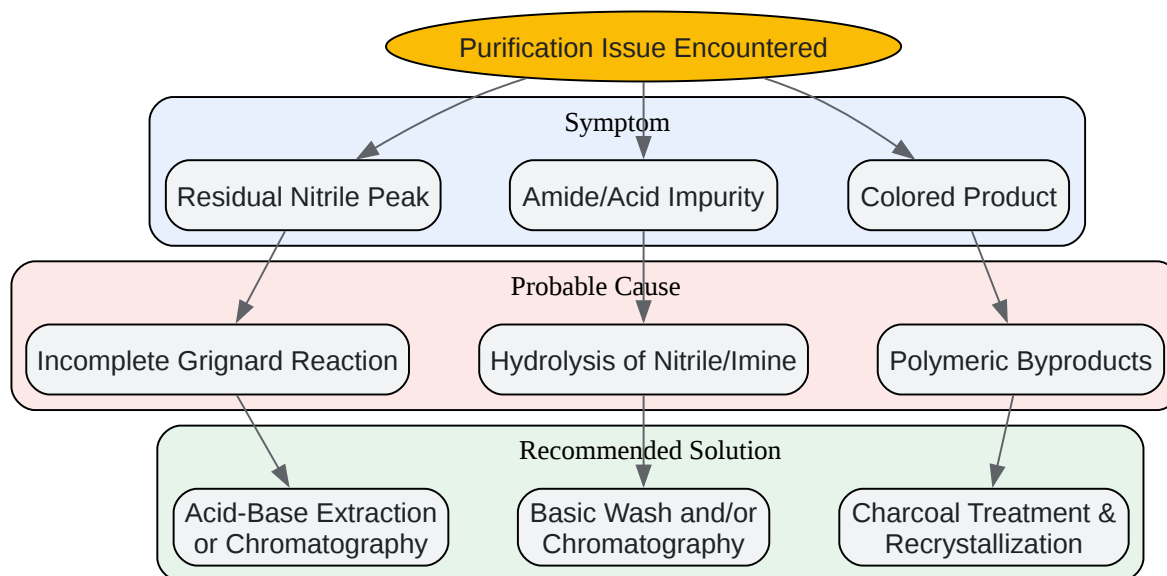 Purification Issue Encountered
Symptom
Residual Nitrile Peak
Amide/Acid Impurity
Colored Product
Probable Cause
Incomplete Grignard Reaction
Hydrolysis of Nitrile/Imine
Polymeric Byproducts
Recommended Solution
Acid-Base Extraction
or Chromatography
Basic Wash and/or
Chromatography
Charcoal Treatment &
Recrystallization